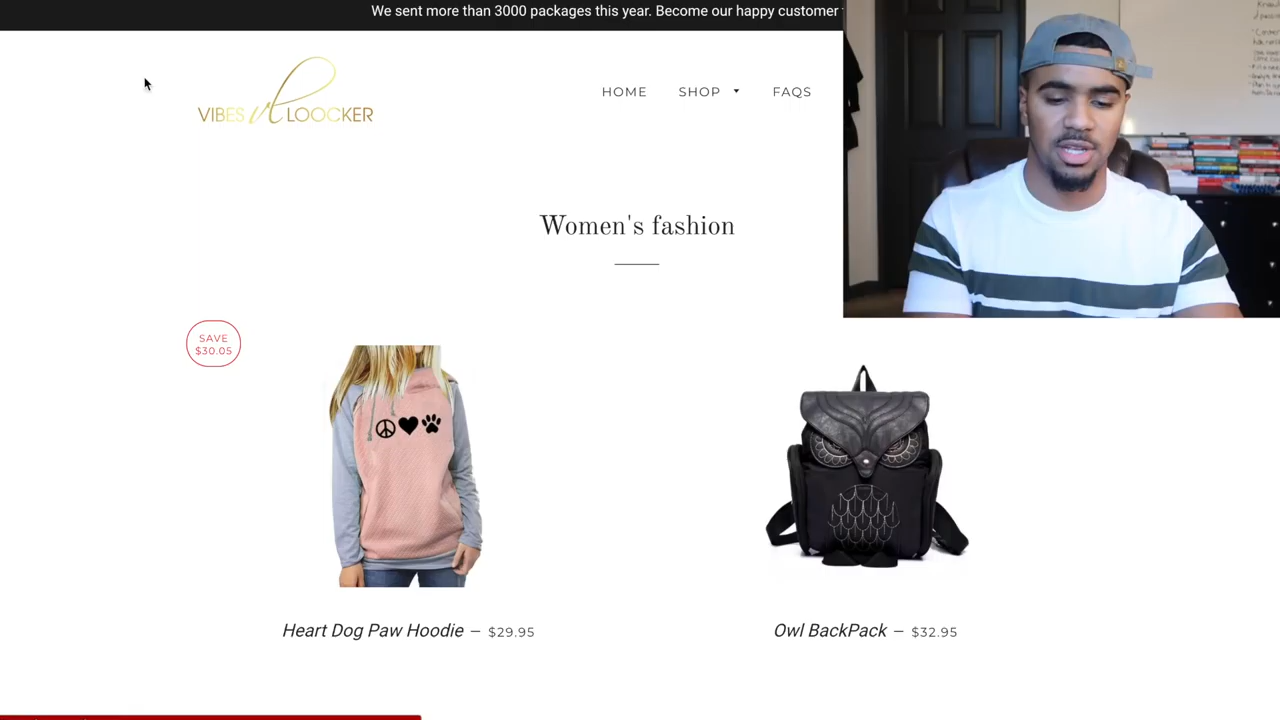 We sent more than 3000 packages this year. Become our happy customer
VIBES vl LOOCKER
HOME SHOP FAQS
Women's fashion
SAVE
$30.05
Heart Dog Paw Hoodie — $29.95
Owl BackPack — $32.95